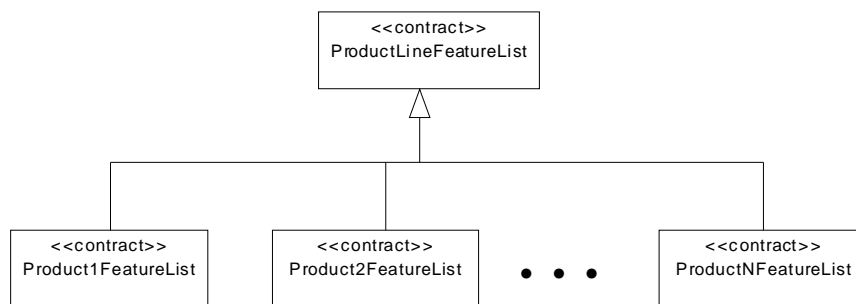 <<contract>>
ProductLineFeatureList
<<contract>> <<contract>> <<contract>>
Product1FeatureList Product2FeatureList ProductNFeatureList